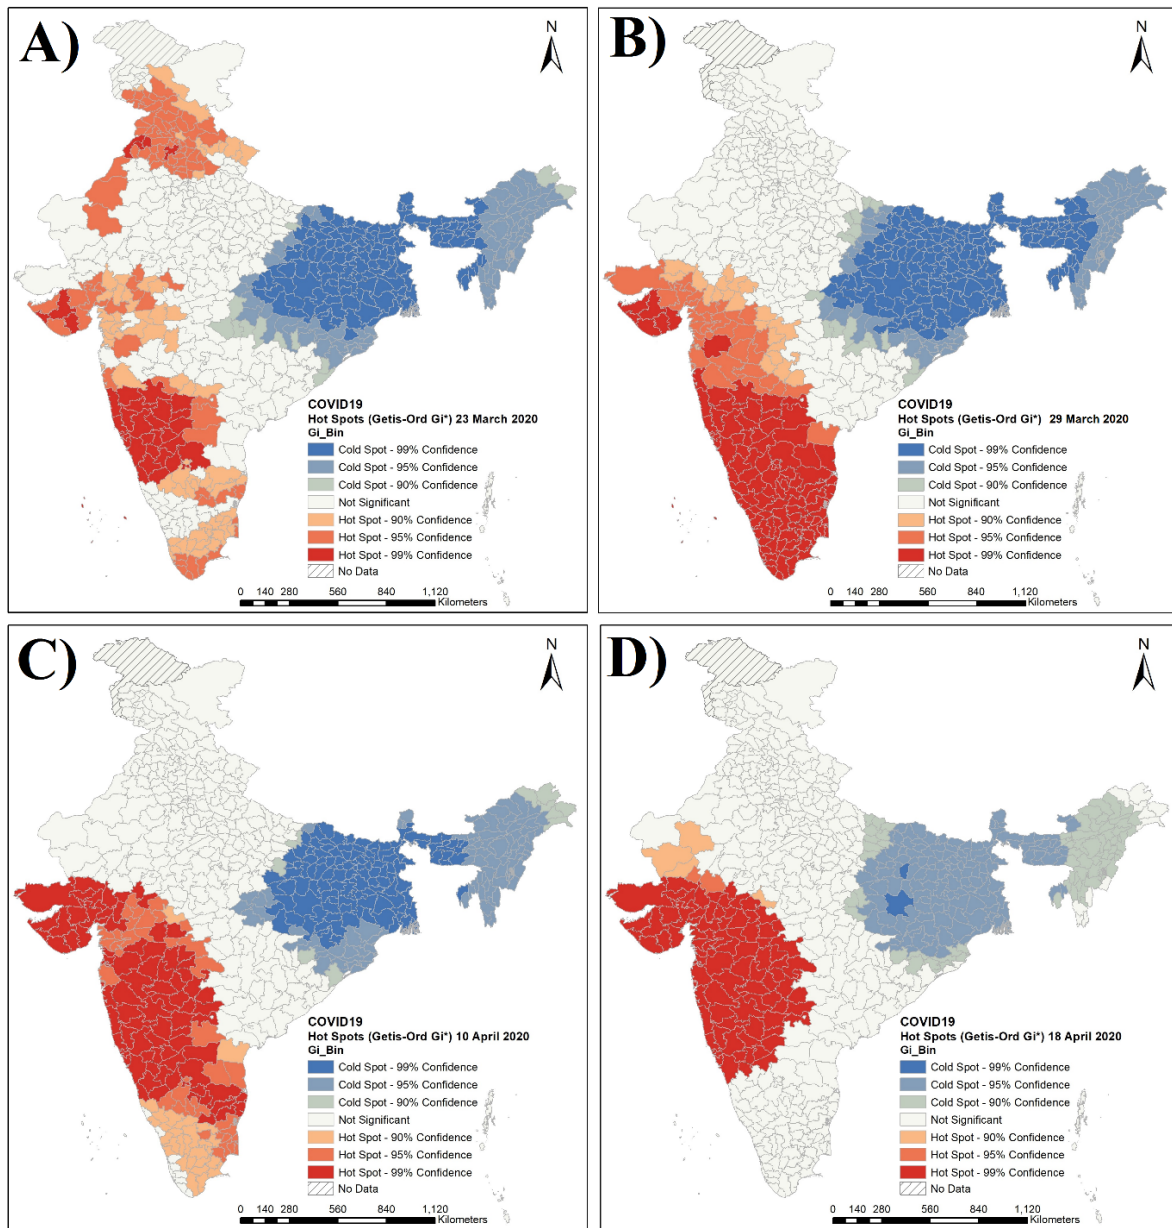 A)
N
COVID19
Hot Spots (Getis-Ord Gi*) 23 March 2020
Gi_Bin
Cold Spot - 99% Confidence
Cold Spot - 95% Confidence
Cold Spot - 90% Confidence
Not Significant
Hot Spot - 90% Confidence
Hot Spot - 95% Confidence
Hot Spot - 99% Confidence
No Data
0 140 280 560 840 1,120
Kilometers
B)
N
COVID19
Hot Spots (Getis-Ord Gi*) 29 March 2020
Gi_Bin
Cold Spot - 99% Confidence
Cold Spot - 95% Confidence
Cold Spot - 90% Confidence
Not Significant
Hot Spot - 90% Confidence
Hot Spot - 95% Confidence
Hot Spot - 99% Confidence
No Data
0 140 280 560 840 1,120
Kilometers
C)
N
COVID19
Hot Spots (Getis-Ord Gi*) 10 April 2020
Gi_Bin
Cold Spot - 99% Confidence
Cold Spot - 95% Confidence
Cold Spot - 90% Confidence
Not Significant
Hot Spot - 90% Confidence
Hot Spot - 95% Confidence
Hot Spot - 99% Confidence
No Data
0 140 280 560 840 1,120
Kilometers
D)
N
COVID19
Hot Spots (Getis-Ord Gi*) 18 April 2020
Gi_Bin
Cold Spot - 99% Confidence
Cold Spot - 95% Confidence
Cold Spot - 90% Confidence
Not Significant
Hot Spot - 90% Confidence
Hot Spot - 95% Confidence
Hot Spot - 99% Confidence
No Data
0 140 280 560 840 1,120
Kilometers